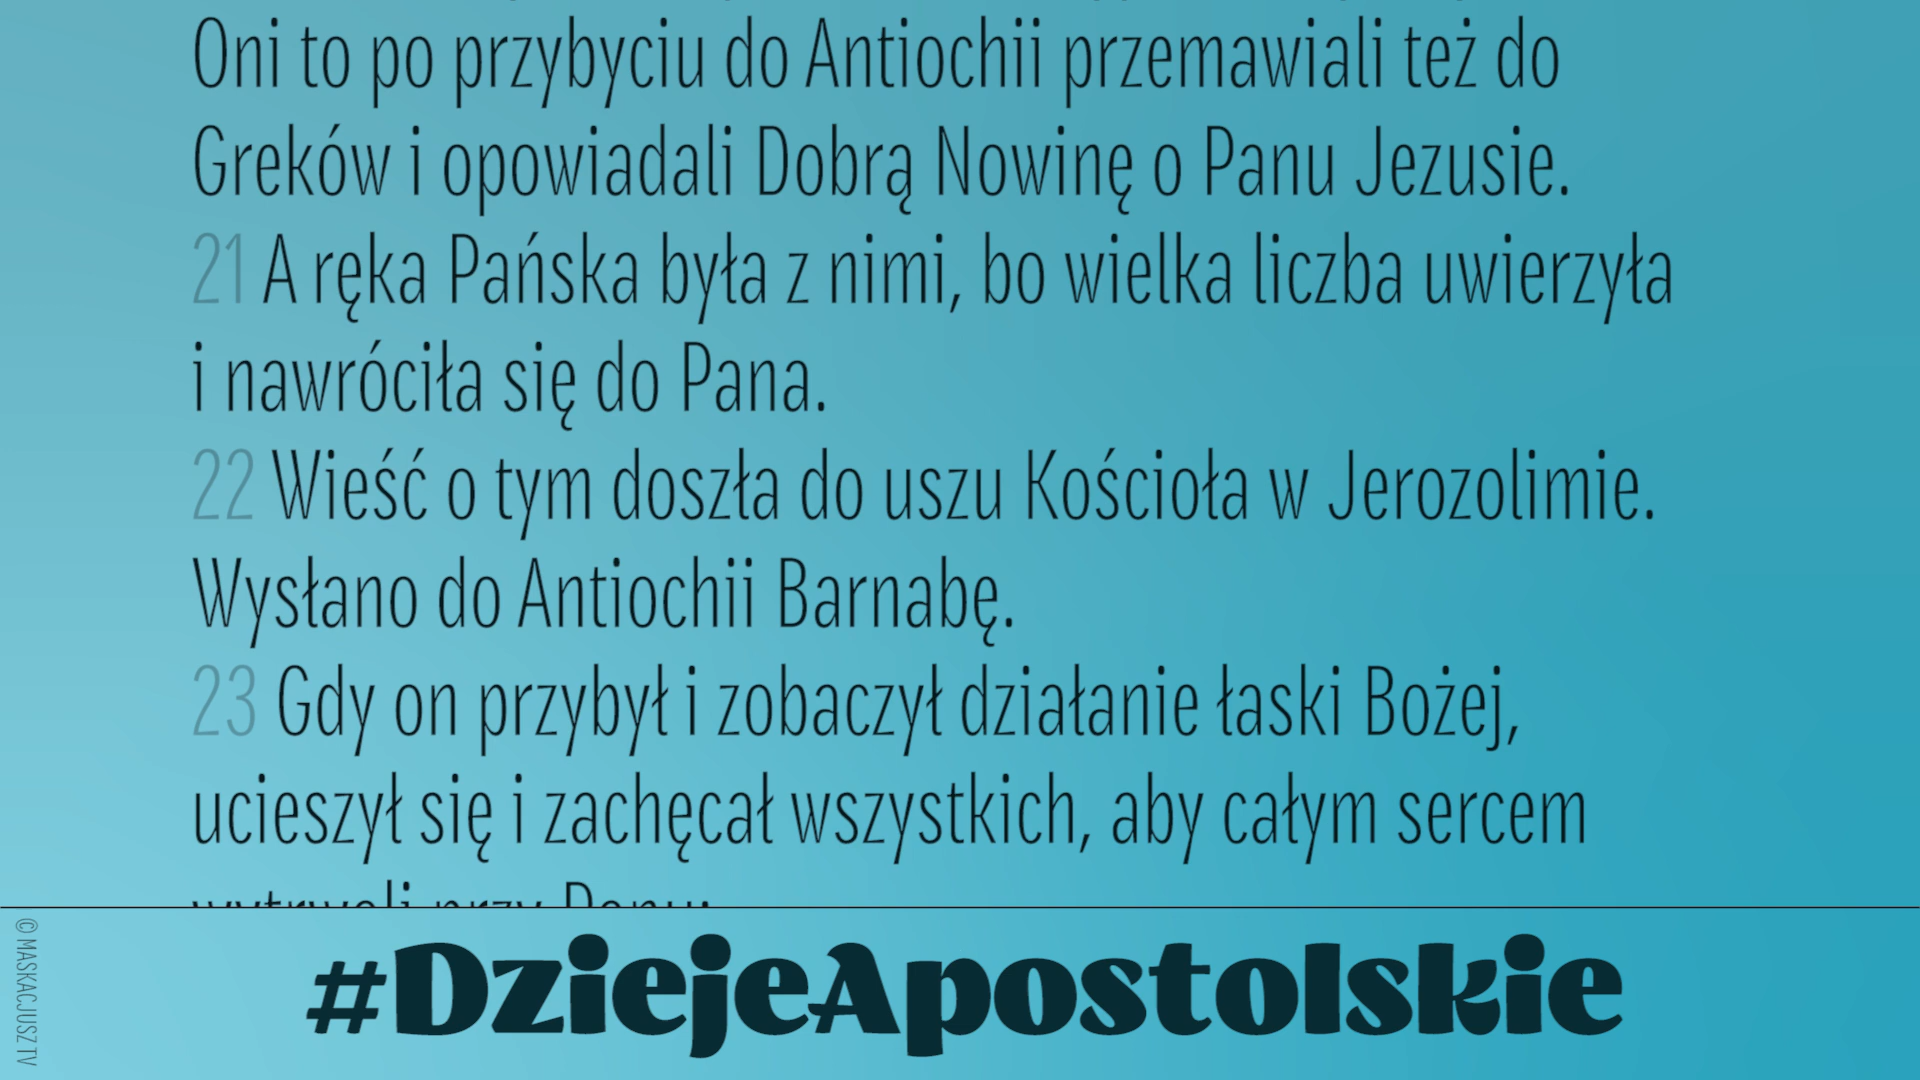 Oni to po przybyciu do Antiochii przemawiali też do
Greków i opowiadali Dobrą Nowinę o Panu Jezusie.
21 A ręka Pańska była z nimi, bo wielka liczba uwierzyła
i nawróciła się do Pana.
22 Wieść o tym doszła do uszu Kościoła w Jerozolimie.
Wysłano do Antiochii Barnabę.
23 Gdy on przybył i zobaczył działanie łaski Bożej,
ucieszył się i zachęcał wszystkich, aby całym sercem
wytrwali przy Panu;
#DziejeApostolskie
© MASKACJUSZ TV